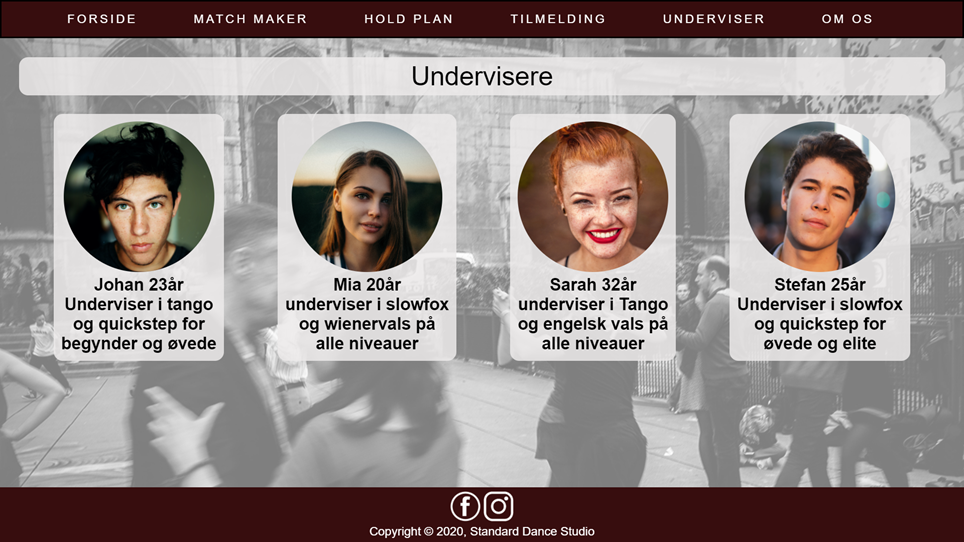 FORSIDE MATCH MAKER HOLD PLAN TILMELDING UNDERVISER OM OS
Undervisere
Johan 23år
Underviser i tango
og quickstep for
begynder og øvede
Mia 20år
underviser i slowfox
og wienervals på
alle niveauer
Sarah 32år
underviser i Tango
og engelsk vals på
alle niveauer
Stefan 25år
Underviser i slowfox
og quickstep for
øvede og elite
Copyright © 2020, Standard Dance Studio